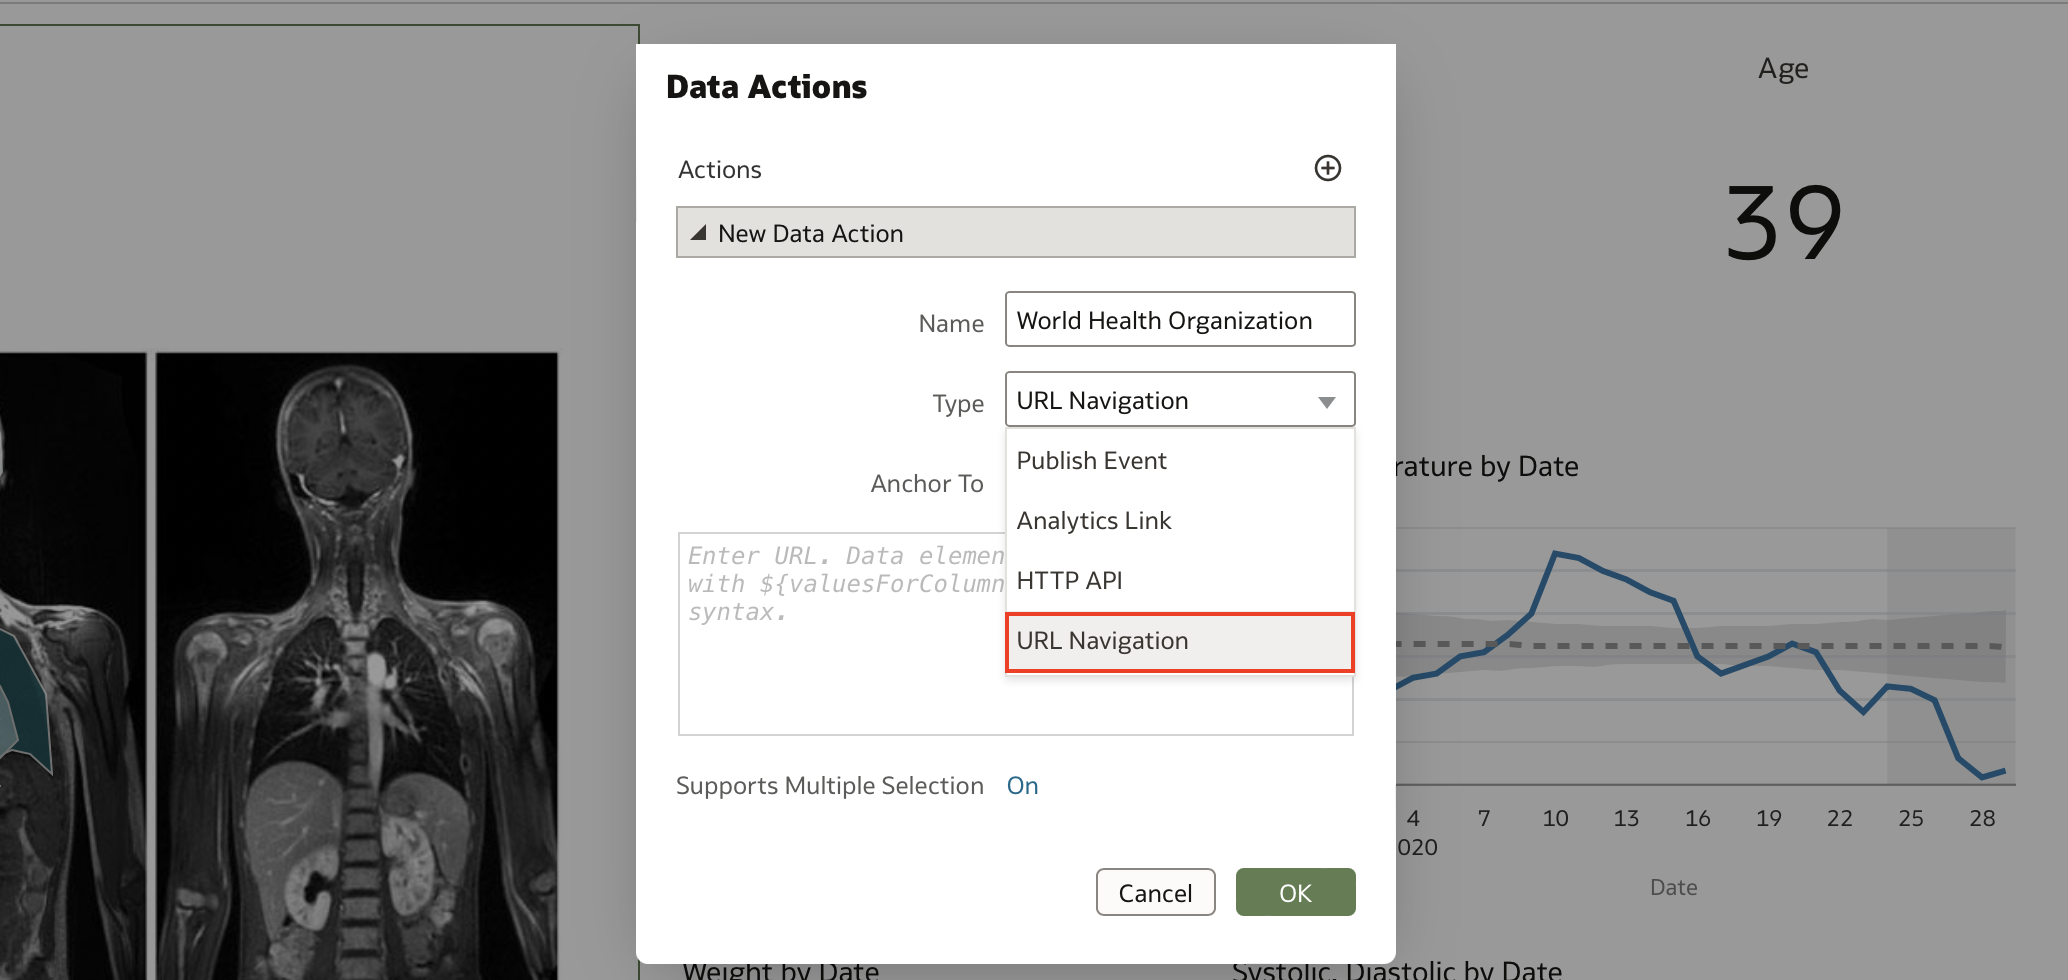 Data Actions
Actions
New Data Action
Name
World Health Organization
Type
URL Navigation
Publish Event
Anchor To
Analytics Link
Enter URL. Data elemen
with ${valuesForColumn
syntax.
HTTP API
URL Navigation
Supports Multiple Selection On
Cancel
OK
Age
39
rature by Date
4 7 10 13 16 19 22 25 28
020
Date
Weight by Date
Systolic, Diastolic by Date